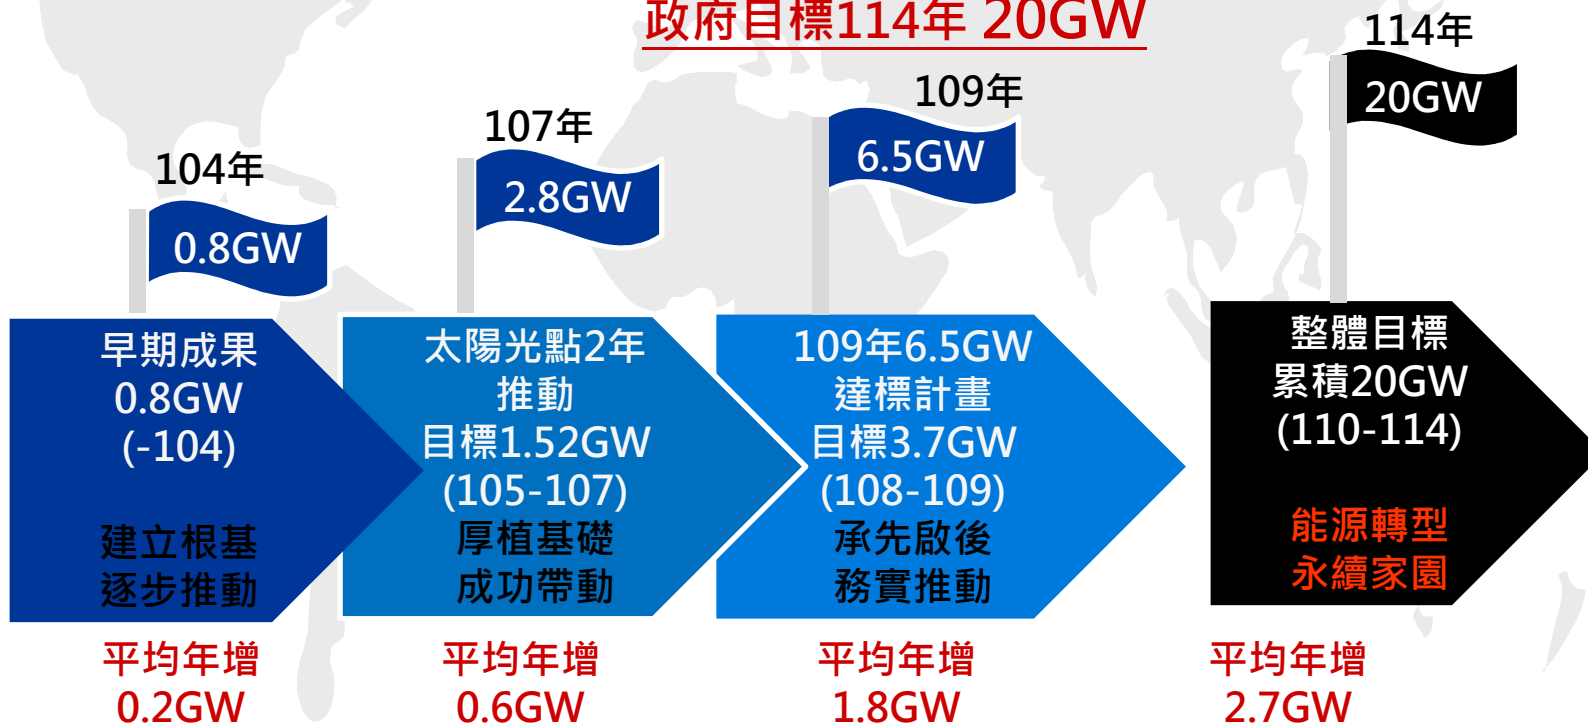 政府目標114年 20GW
104年
0.8GW
107年
2.8GW
109年
6.5GW
114年
20GW
早期成果
0.8GW
(-104)
建立根基
逐步推動
太陽光點2年
推動
目標1.52GW
(105-107)
厚植基礎
成功帶動
109年6.5GW
達標計畫
目標3.7GW
(108-109)
承先啟後
務實推動
整體目標
累積20GW
(110-114)
能源轉型
永續家園
平均年增
0.2GW
平均年增
0.6GW
平均年增
1.8GW
平均年增
2.7GW